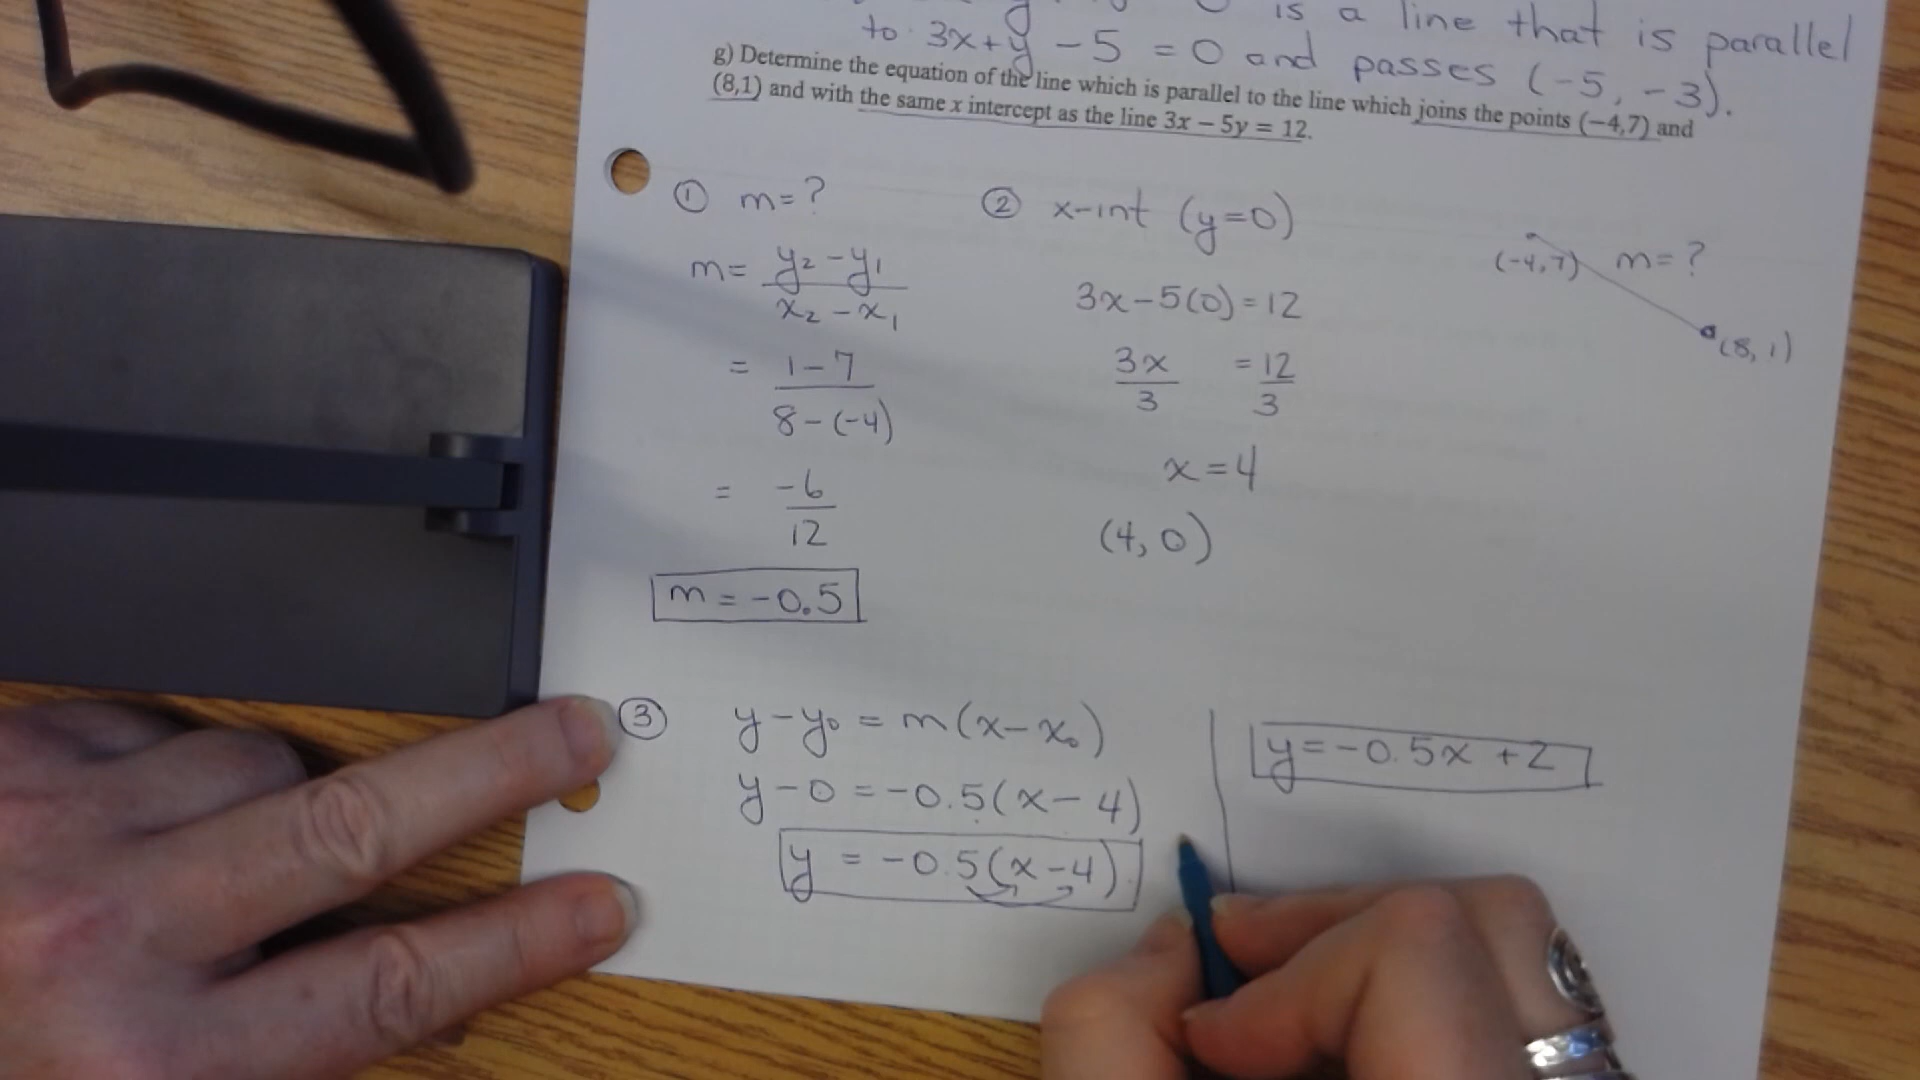 is a line that is parallel
to 3x+y-5=0 and passes (-5,-3).
g) Determine the equation of the line which is parallel to the line which joins the points (−4,7) and
(8,1) and with the same x intercept as the line 3x − 5y = 12.
① m=?
m= y₂-y₁
x₂-x₁
= 1-7
8-(-4)
= -6
12
m=-0.5
② x-int (y=0)
3x-5(0)=12
3x =12
3 3
x=4
(4,0)
(-4,7) m=?
(8,1)
③ y-y₀=m(x-x₀)
y-0=-0.5(x-4)
y = -0.5(x-4)
y=-0.5x+2